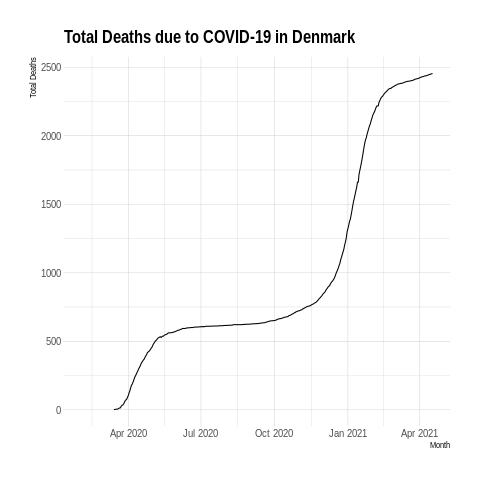 Total Deaths due to COVID-19 in Denmark
Total Deaths
2500
2000
1500
1000
500
0
Apr 2020 Jul 2020 Oct 2020 Jan 2021 Apr 2021
Month